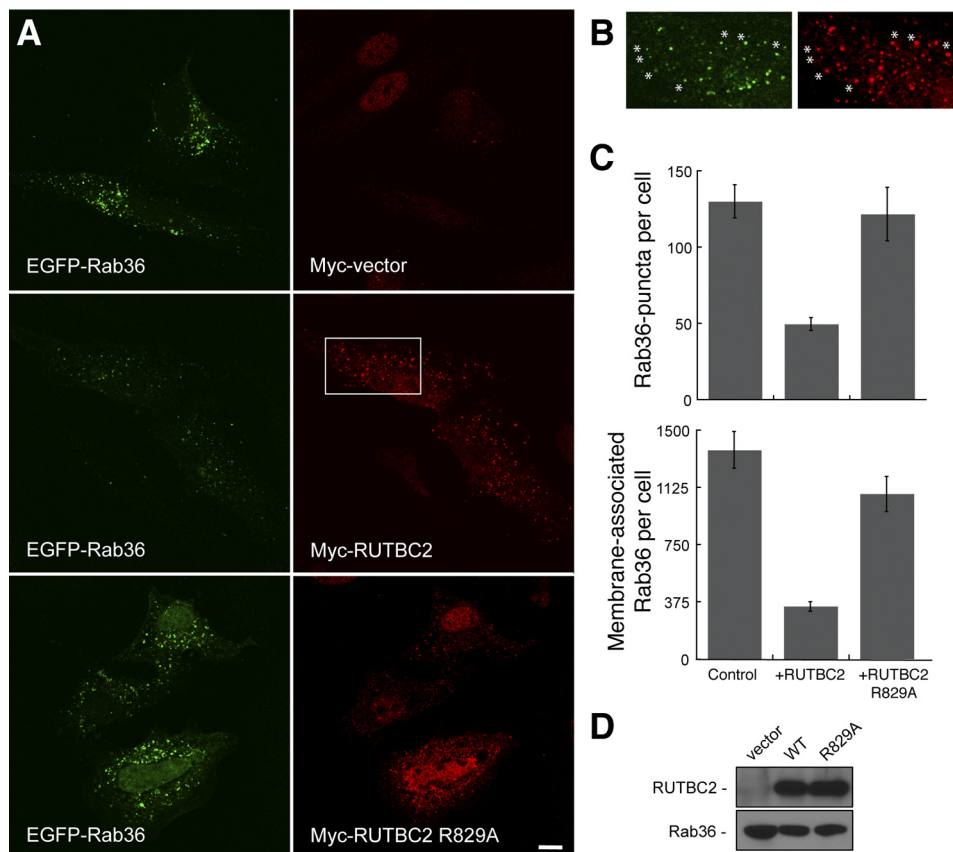 A
EGFP-Rab36
Myc-vector
EGFP-Rab36
Myc-RUTBC2
EGFP-Rab36
Myc-RUTBC2 R829A
B
* * * * * * * *
* * * * * * * *
C
Rab36-puncta per cell
150
100
50
0
Membrane-associated
Rab36 per cell
1500
1125
750
375
0
Control
+RUTBC2
+RUTBC2
R829A
D
vector
WT
R829A
RUTBC2 -
Rab36 -